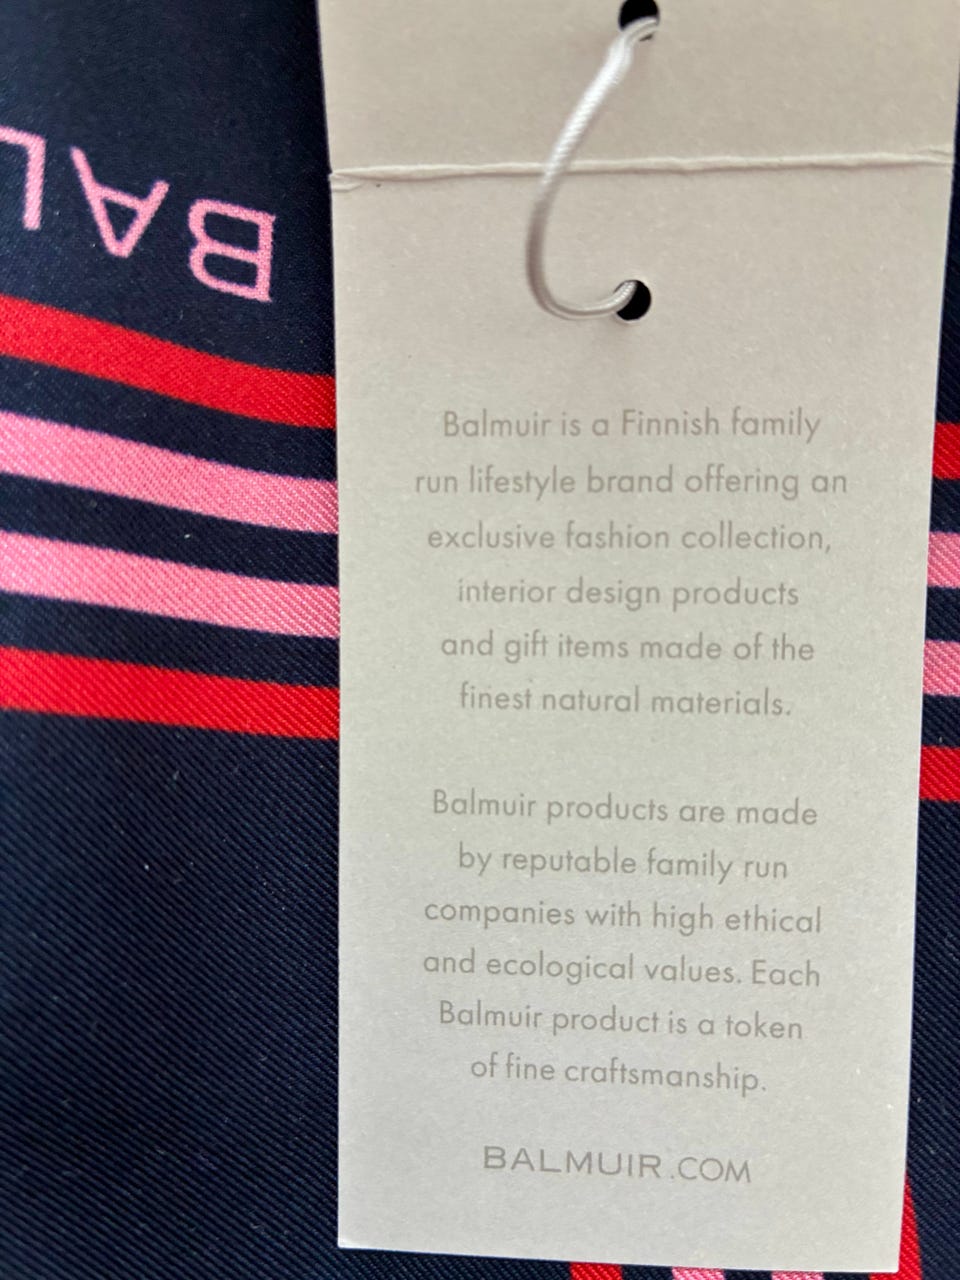 BAL
Balmuir is a Finnish family
run lifestyle brand offering an
exclusive fashion collection,
interior design products
and gift items made of the
finest natural materials.
Balmuir products are made
by reputable family run
companies with high ethical
and ecological values. Each
Balmuir product is a token
of fine craftsmanship.
BALMUIR.COM